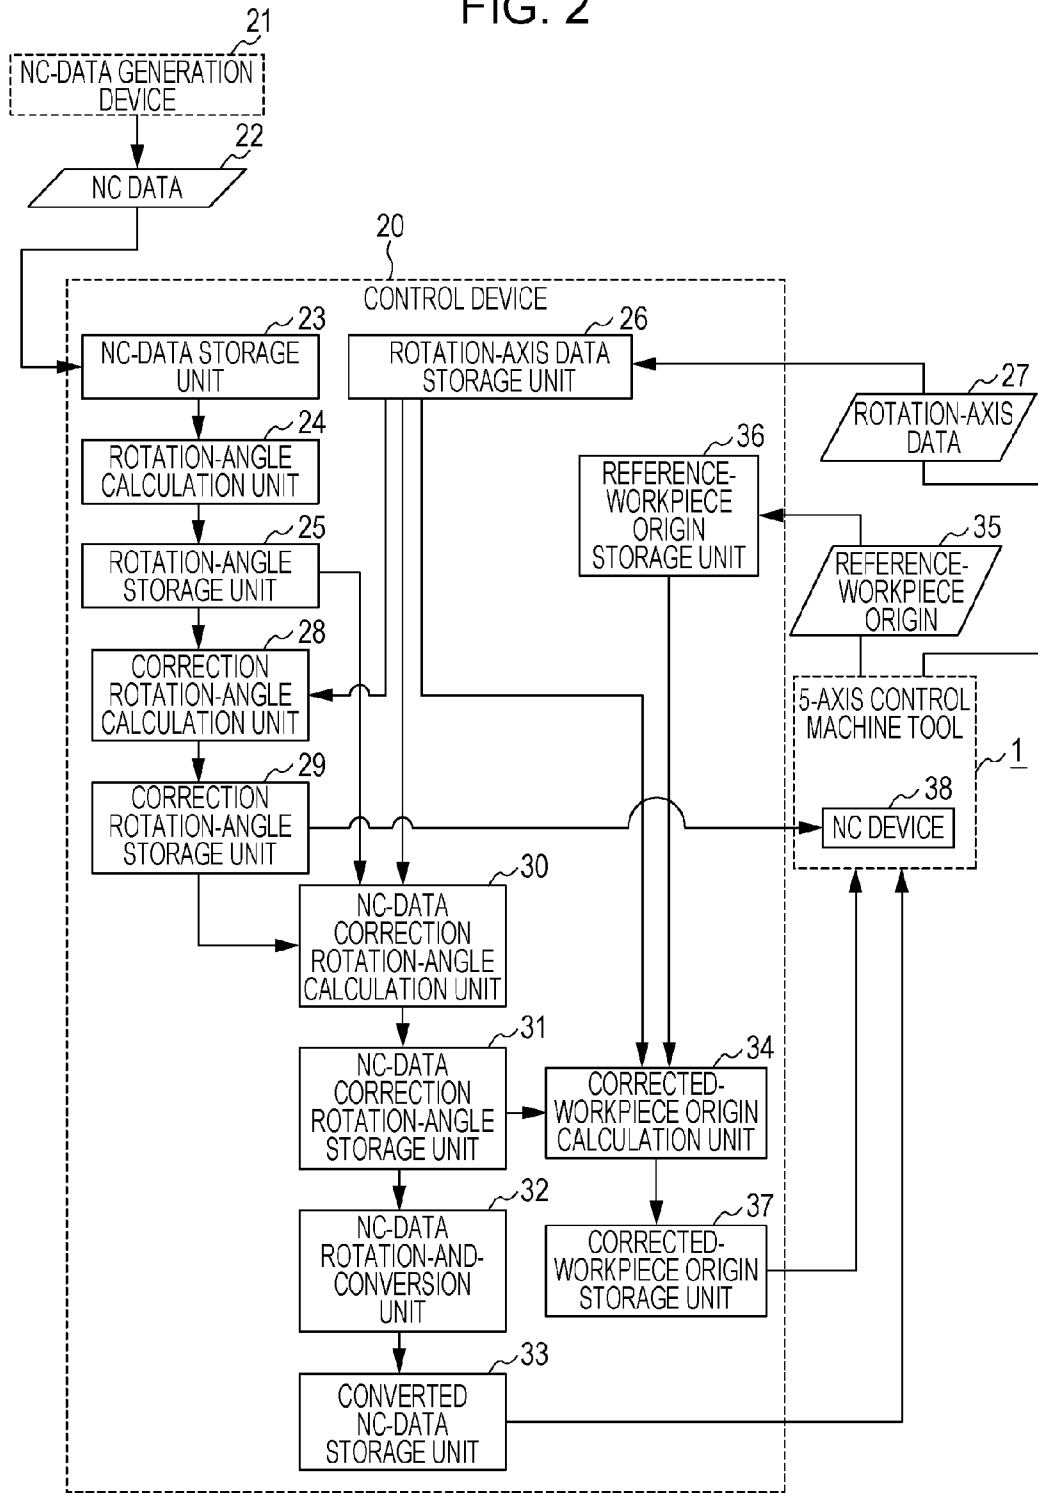 FIG. 2
21
NC-DATA GENERATION
DEVICE
22
NC DATA
20
CONTROL DEVICE
23
NC-DATA STORAGE
UNIT
26
ROTATION-AXIS DATA
STORAGE UNIT
27
ROTATION-AXIS
DATA
24
ROTATION-ANGLE
CALCULATION UNIT
36
REFERENCE-
WORKPIECE
ORIGIN
STORAGE UNIT
25
ROTATION-ANGLE
STORAGE UNIT
35
REFERENCE-
WORKPIECE
ORIGIN
28
CORRECTION
ROTATION-ANGLE
CALCULATION UNIT
5-AXIS CONTROL
MACHINE TOOL
1
29
CORRECTION
ROTATION-ANGLE
STORAGE UNIT
38
NC DEVICE
30
NC-DATA
CORRECTION
ROTATION-ANGLE
CALCULATION UNIT
31
NC-DATA
CORRECTION
ROTATION-ANGLE
STORAGE UNIT
34
CORRECTED-
WORKPIECE ORIGIN
CALCULATION UNIT
32
NC-DATA
ROTATION-AND-
CONVERSION
UNIT
37
CORRECTED-
WORKPIECE ORIGIN
STORAGE UNIT
33
CONVERTED
NC-DATA
STORAGE UNIT